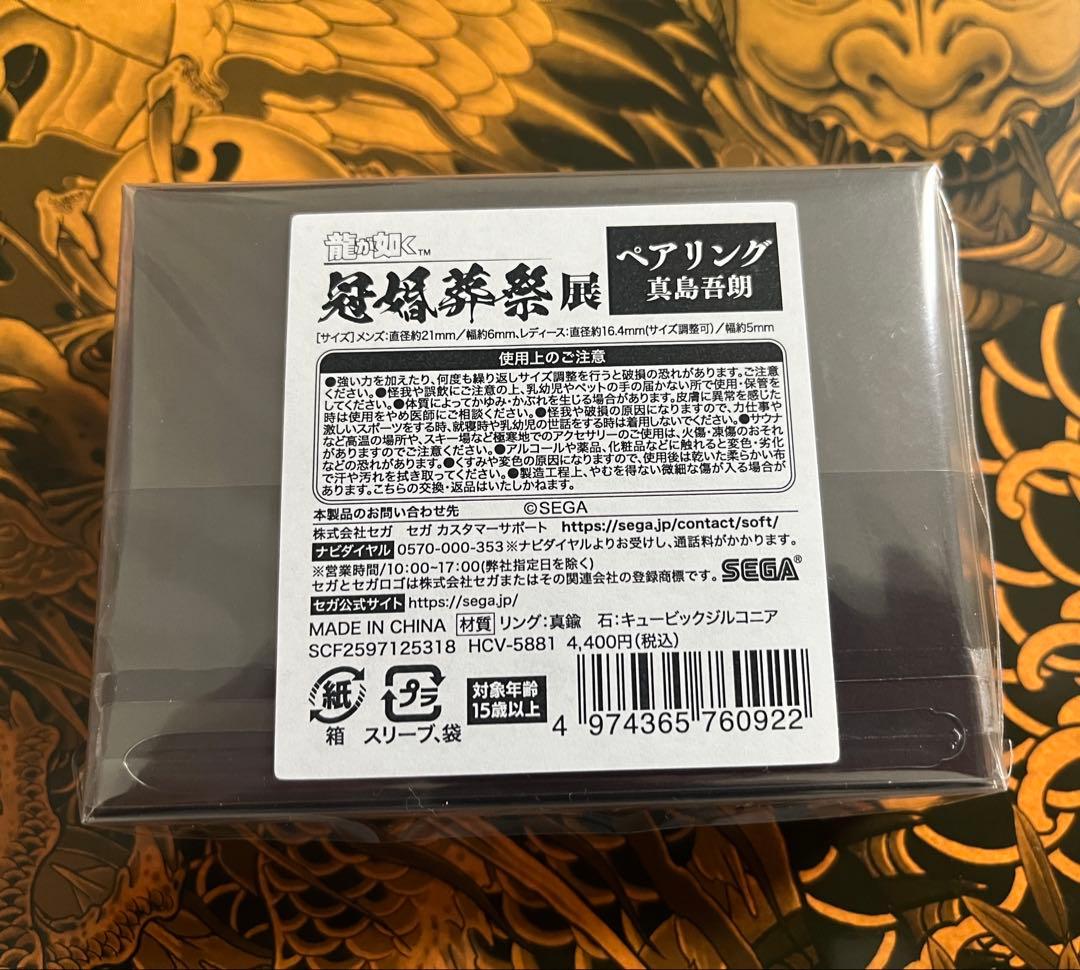 龍が如く™
冠婚葬祭展
ペアリング
真島吾朗
[サイズ]メンズ:直径約21mm/幅約6mm、レディース:直径約16.4mm(サイズ調整可)/幅約5mm
使用上のご注意
●強い力を加えたり、何度も繰り返しサイズ調整を行うと破損の恐れがあります。ご注意
ください。●怪我や誤飲にご注意の上、乳幼児やペットの手の届かない所で使用・保管を
してください。●体質によってかゆみ・かぶれを生じる場合があります。皮膚に異常を感じた
時は使用をやめ医師にご相談ください。●怪我や破損の原因になりますので、力仕事や
激しいスポーツをする時、就寝時や乳幼児の世話をする時は着用しないでください。●サウナ
など高温の場所や、スキー場など極寒地でのアクセサリーのご使用は、火傷・凍傷のおそれ
がありますのでご注意ください。●アルコールや薬品、化粧品などに触れると変色・劣化
などの恐れがあります。●くすみや変色の原因になりますので、使用後は乾いた柔らかい布
で汗や汚れを拭き取ってください。●製造工程上、やむを得ない微細な傷が入る場合が
あります。こちらの交換・返品はいたしかねます。
本製品のお問い合わせ先 ©SEGA
株式会社セガ セガ カスタマーサポート https://sega.jp/contact/soft/
ナビダイヤル 0570-000-353 ※ナビダイヤルよりお受けし、通話料がかかります。
※営業時間/10:00~17:00(弊社指定日を除く)
セガとセガロゴは株式会社セガまたはその関連会社の登録商標です。 SEGA®
セガ公式サイト https://sega.jp/
MADE IN CHINA 材質 リング:真鍮 石:キュービックジルコニア
SCF2597125318 HCV-5881 4,400円(税込)
紙
箱
プラ
スリーブ、袋
対象年齢
15歳以上
4 974365 760922